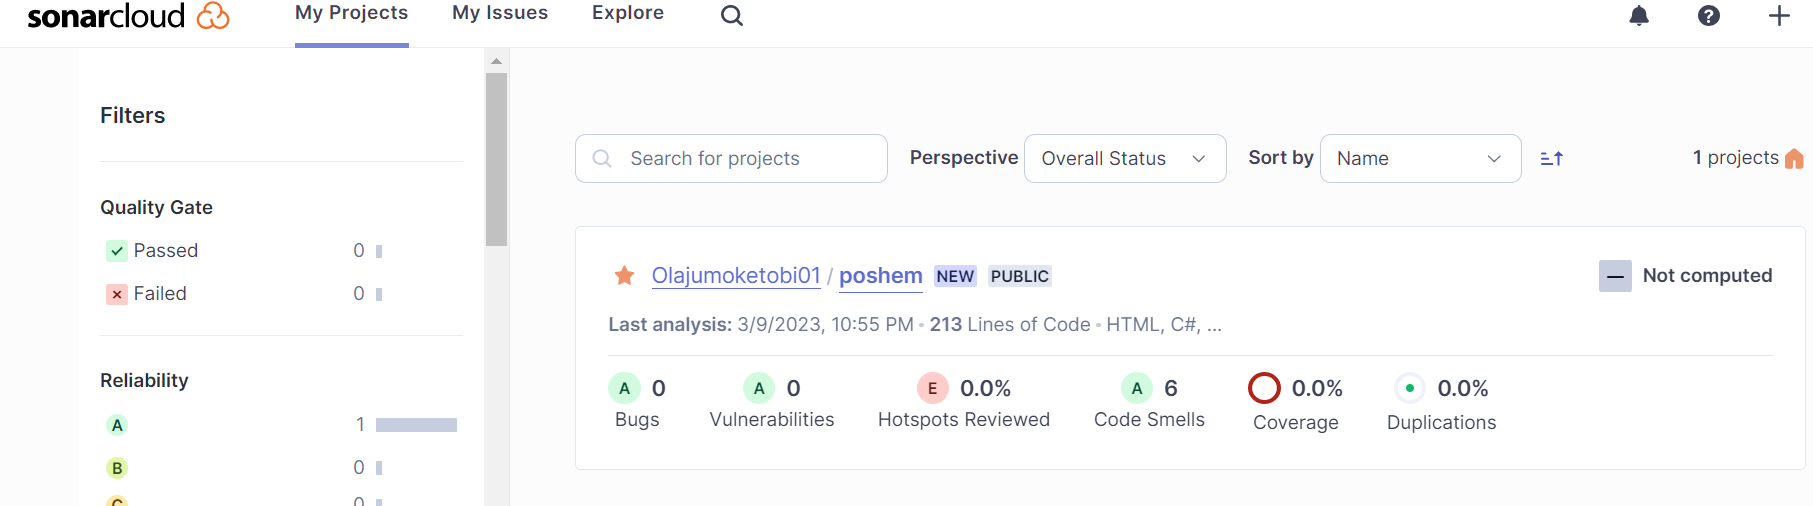 sonarcloud
My Projects
My Issues
Explore
Filters
Quality Gate
Passed 0
Failed 0
Reliability
A 1
B 0
C 0
Search for projects
Perspective Overall Status
Sort by Name
1 projects
Olajumoketobi01 / poshem NEW PUBLIC
Not computed
Last analysis: 3/9/2023, 10:55 PM • 213 Lines of Code • HTML, C#, ...
A 0
Bugs
A 0
Vulnerabilities
E 0.0%
Hotspots Reviewed
A 6
Code Smells
0.0%
Coverage
0.0%
Duplications